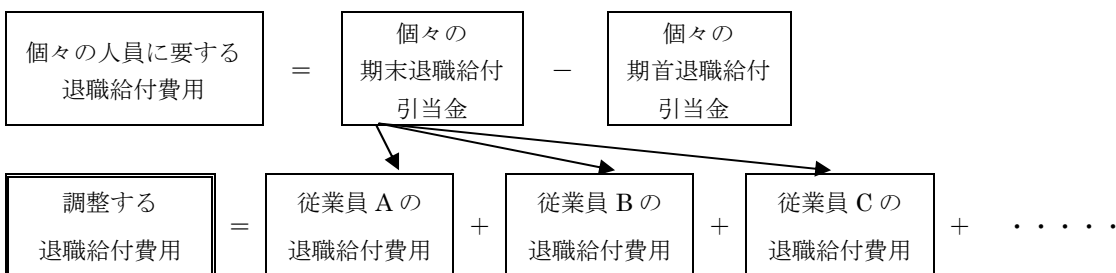 個々の人員に要する
退職給付費用
=
個々の
期末退職給付
引当金
−
個々の
期首退職給付
引当金
調整する
退職給付費用
=
従業員 A の
退職給付費用
+
従業員 B の
退職給付費用
+
従業員 C の
退職給付費用
+
・・・・・